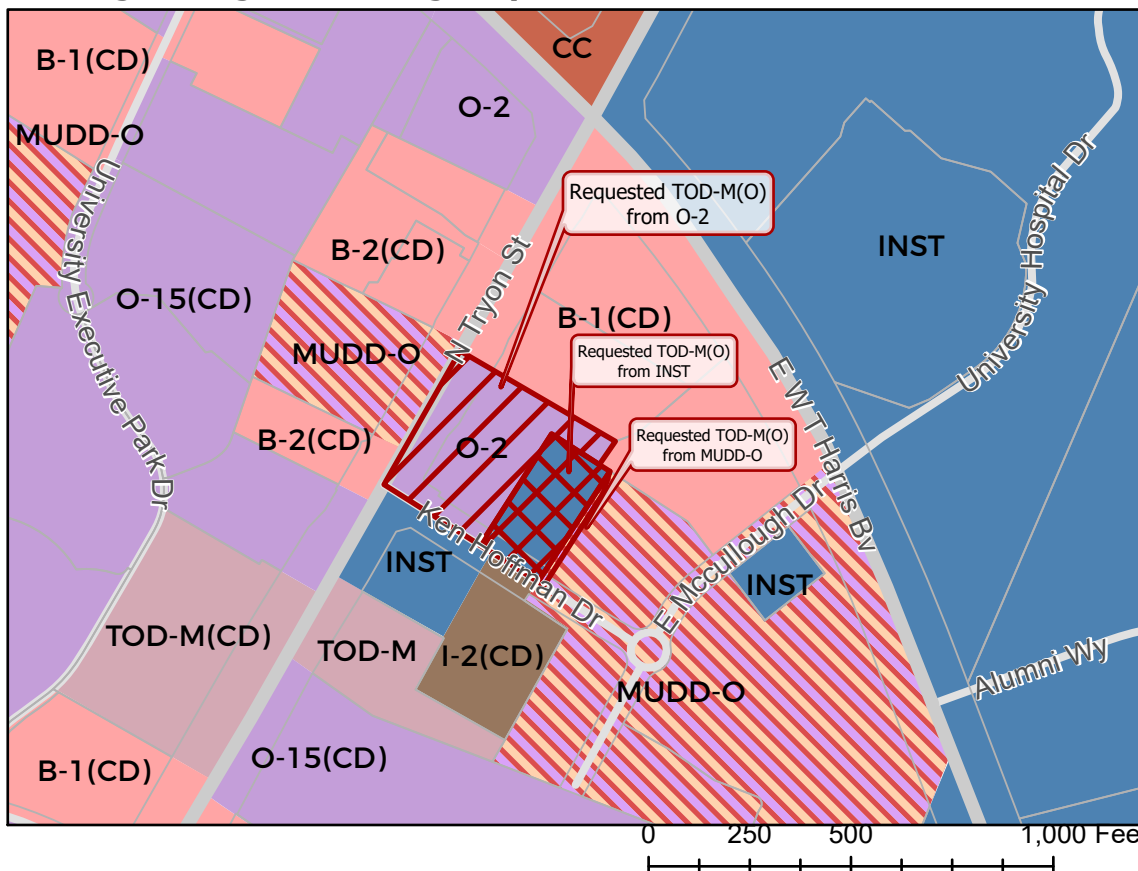 B-1(CD)
CC
O-2
MUDD-O
University Executive Park Dr
Requested TOD-M(O)
from O-2
University Hospital Dr
N Tryon St
B-2(CD)
INST
O-15(CD)
B-1(CD)
MUDD-O
Requested TOD-M(O)
from INST
E W T Harris Bv
B-2(CD)
O-2
Requested TOD-M(O)
from MUDD-O
Ken Hoffman Dr
E Mccullough Dr
INST
INST
TOD-M(CD)
TOD-M
I-2(CD)
Alumni Wy
MUDD-O
B-1(CD)
O-15(CD)
0 250 500 1,000 Fee